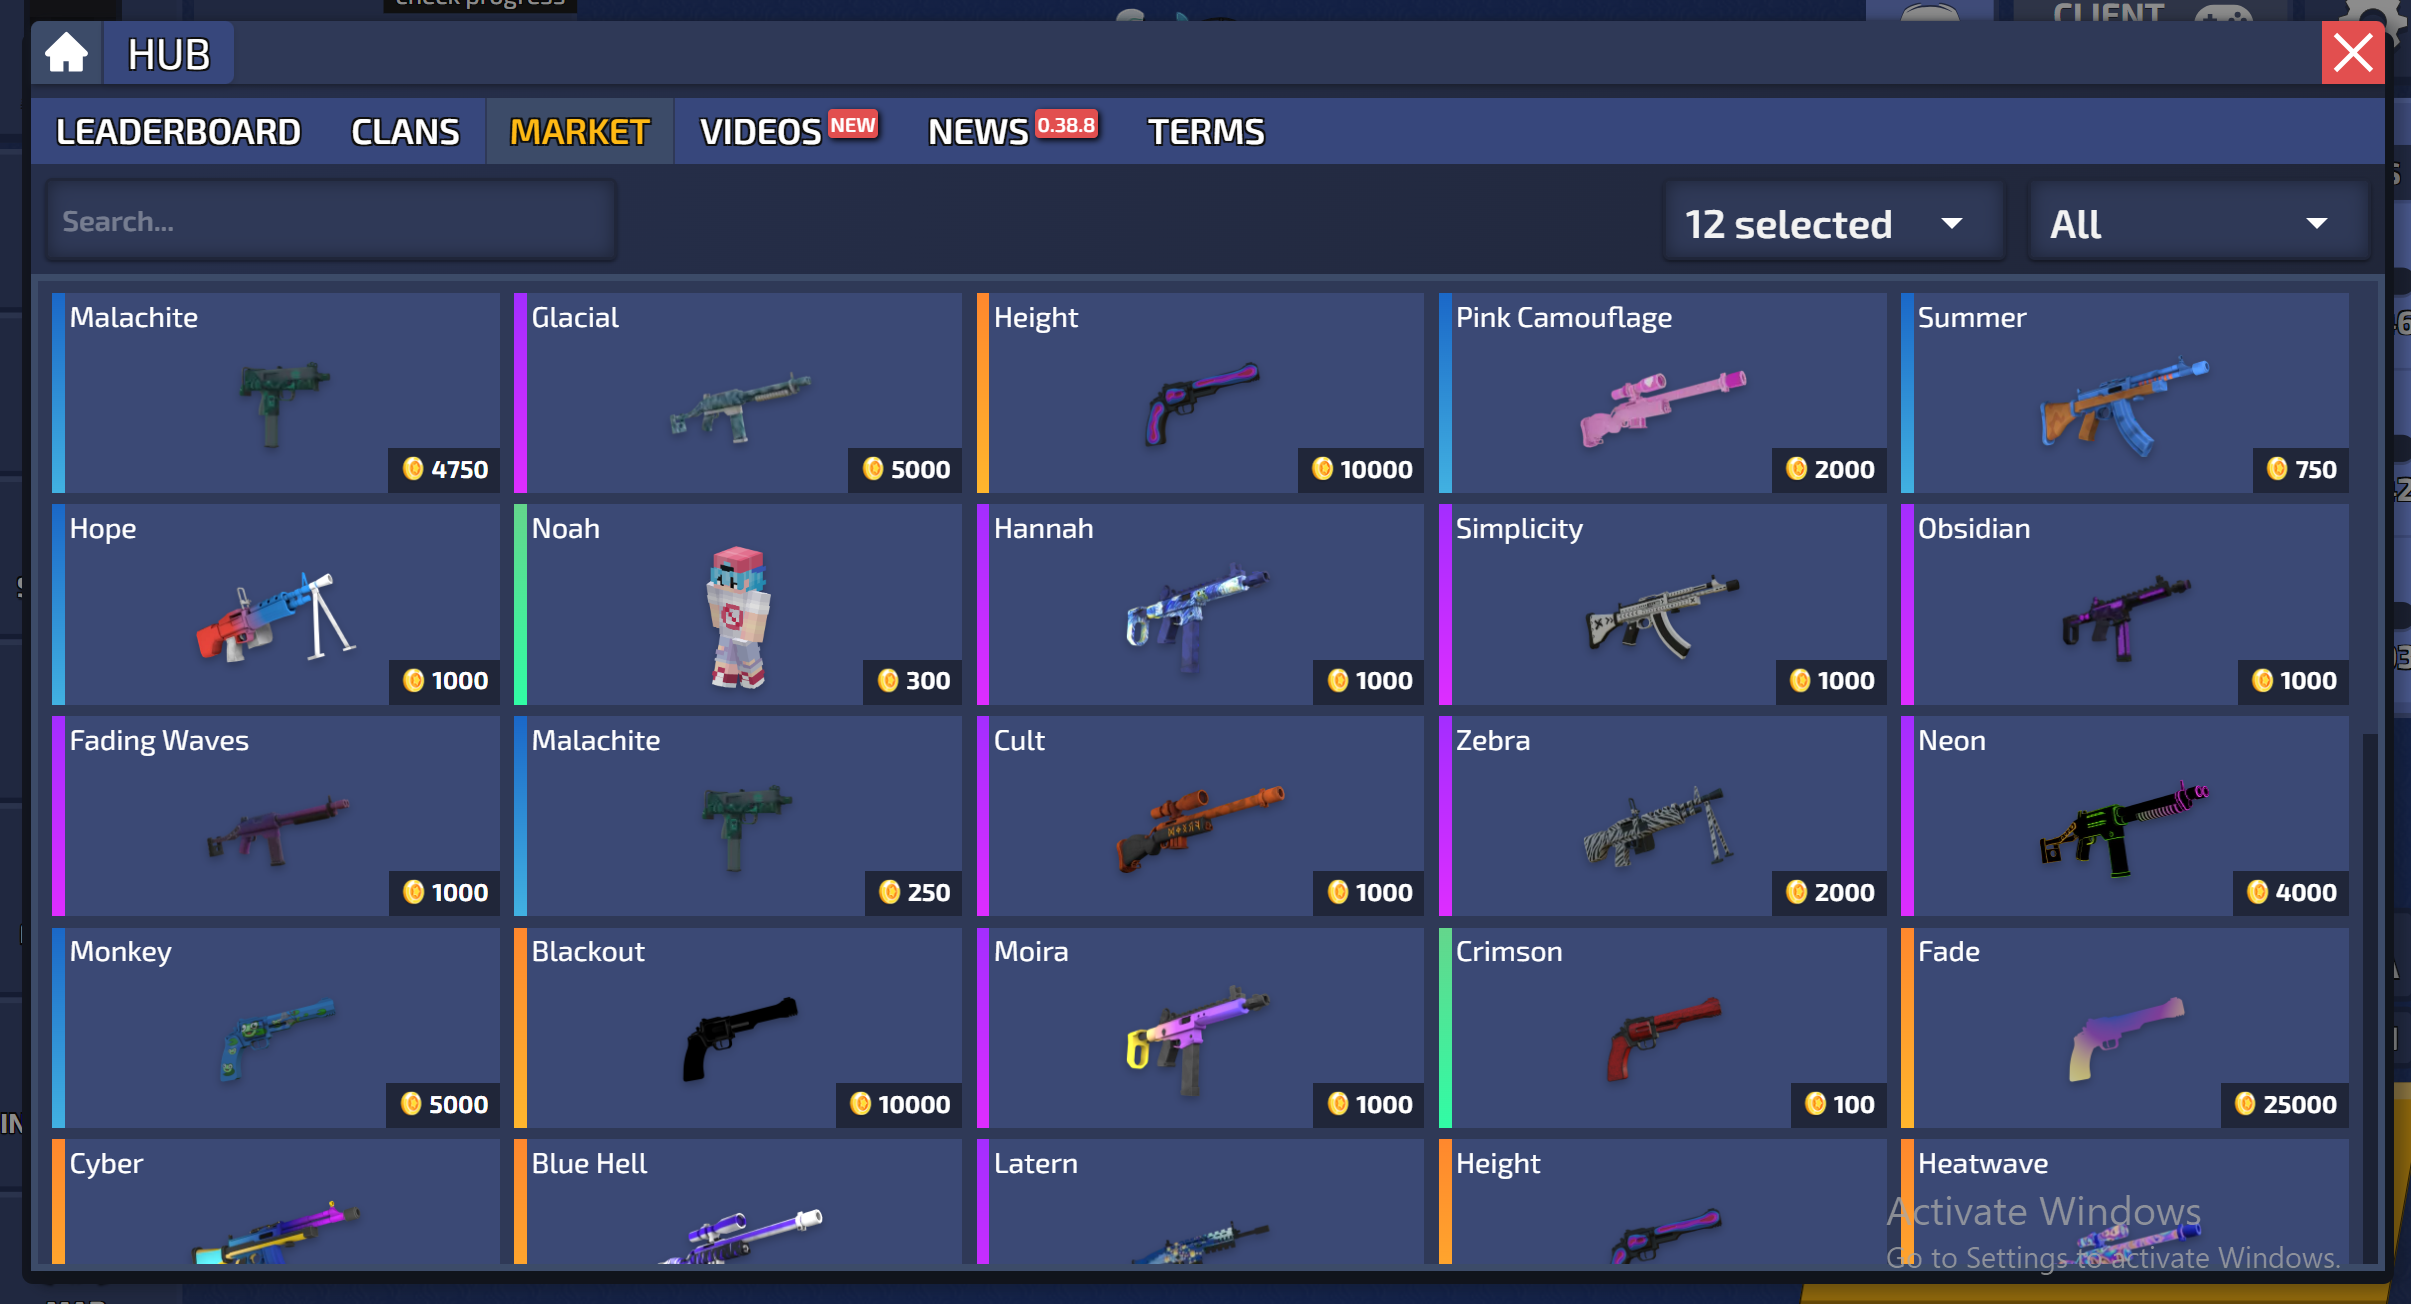 check progress
CLIENT
HUB
LEADERBOARD CLANS MARKET VIDEOS NEW NEWS 0.38.8 TERMS
Search... 12 selected All
Malachite Glacial Height Pink Camouflage Summer
4750 5000 10000 2000 750
Hope Noah Hannah Simplicity Obsidian
1000 300 1000 1000 1000
Fading Waves Malachite Cult Zebra Neon
1000 250 1000 2000 4000
Monkey Blackout Moira Crimson Fade
5000 10000 1000 100 25000
Cyber Blue Hell Latern Height Heatwave
Activate Windows
Go to Settings to activate Windows.